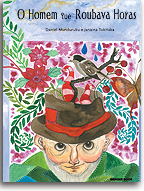 O Homem que Roubava Horas
Daniel Munduruku e Janaina Tokitaka